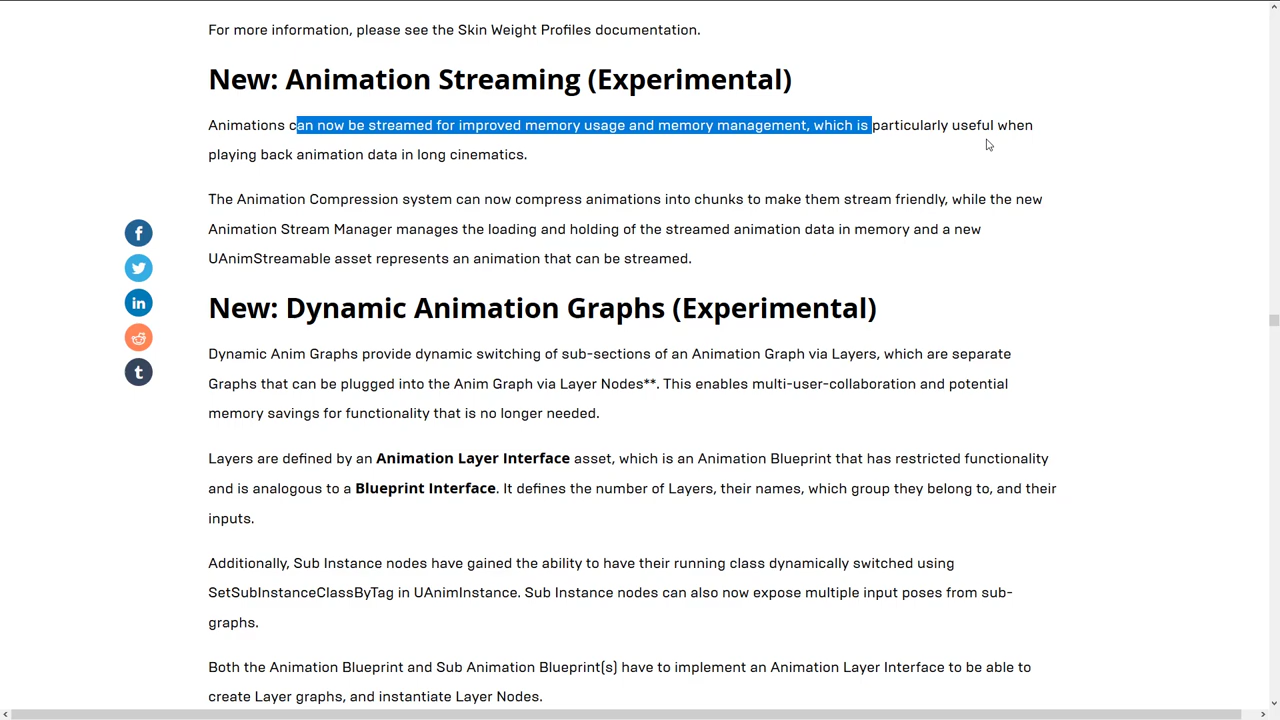 For more information, please see the Skin Weight Profiles documentation.
New: Animation Streaming (Experimental)
Animations can now be streamed for improved memory usage and memory management, which is particularly useful when
playing back animation data in long cinematics.
The Animation Compression system can now compress animations into chunks to make them stream friendly, while the new
Animation Stream Manager manages the loading and holding of the streamed animation data in memory and a new
UAnimStreamable asset represents an animation that can be streamed.
New: Dynamic Animation Graphs (Experimental)
Dynamic Anim Graphs provide dynamic switching of sub-sections of an Animation Graph via Layers, which are separate
Graphs that can be plugged into the Anim Graph via Layer Nodes**. This enables multi-user-collaboration and potential
memory savings for functionality that is no longer needed.
Layers are defined by an Animation Layer Interface asset, which is an Animation Blueprint that has restricted functionality
and is analogous to a Blueprint Interface. It defines the number of Layers, their names, which group they belong to, and their
inputs.
Additionally, Sub Instance nodes have gained the ability to have their running class dynamically switched using
SetSubInstanceClassByTag in UAnimInstance. Sub Instance nodes can also now expose multiple input poses from sub-
graphs.
Both the Animation Blueprint and Sub Animation Blueprint(s) have to implement an Animation Layer Interface to be able to
create Layer graphs, and instantiate Layer Nodes.